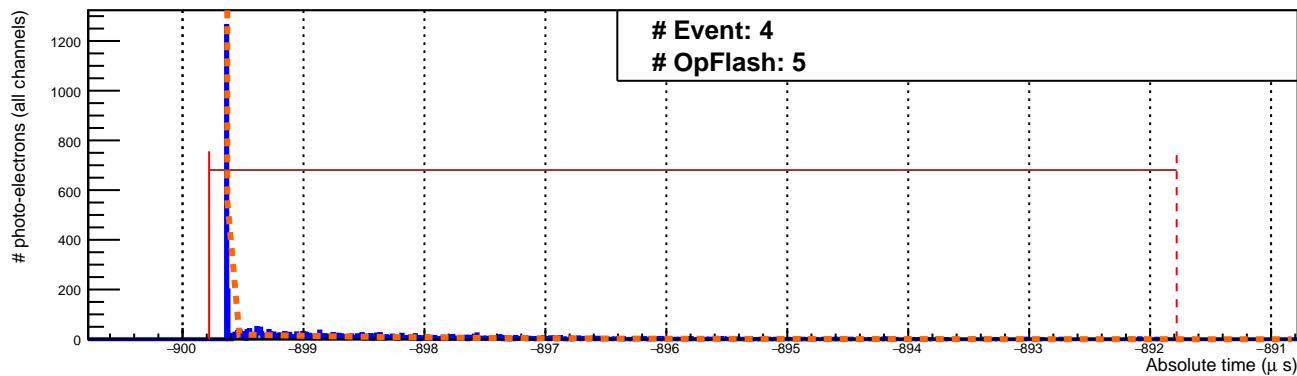 # Event: 4
# OpFlash: 5
# photo-electrons (all channels)
1200
1000
800
600
400
200
0
−900 −899 −898 −897 −896 −895 −894 −893 −892 −891
Absolute time (μ s)